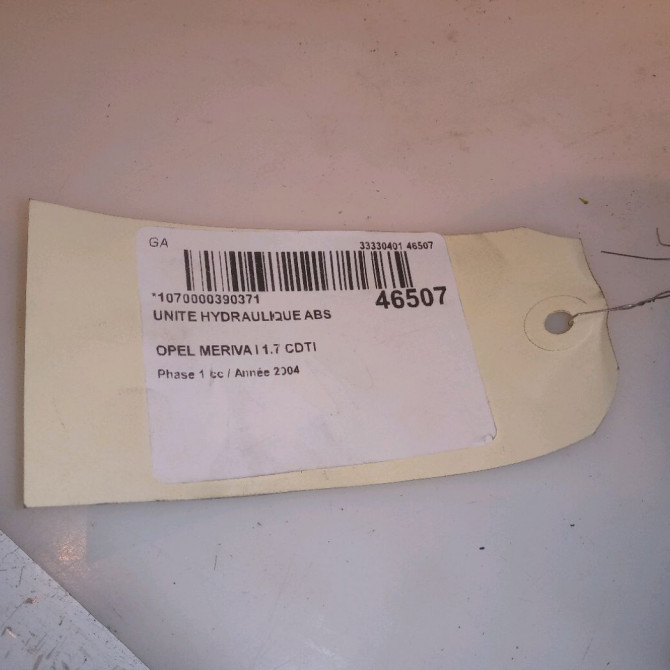 GA 33330401 46507
*1070000390371 46507
UNITE HYDRAULIQUE ABS
OPEL MERIVA I 1.7 CDTI
Phase 1 cc / Année 2004